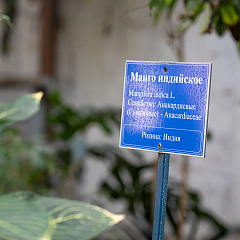 Манго индийское
Mangifera indica L.
Семейство: Анакардиевые
(Сумаховые) - Anacardiaceae
Родина: Индия